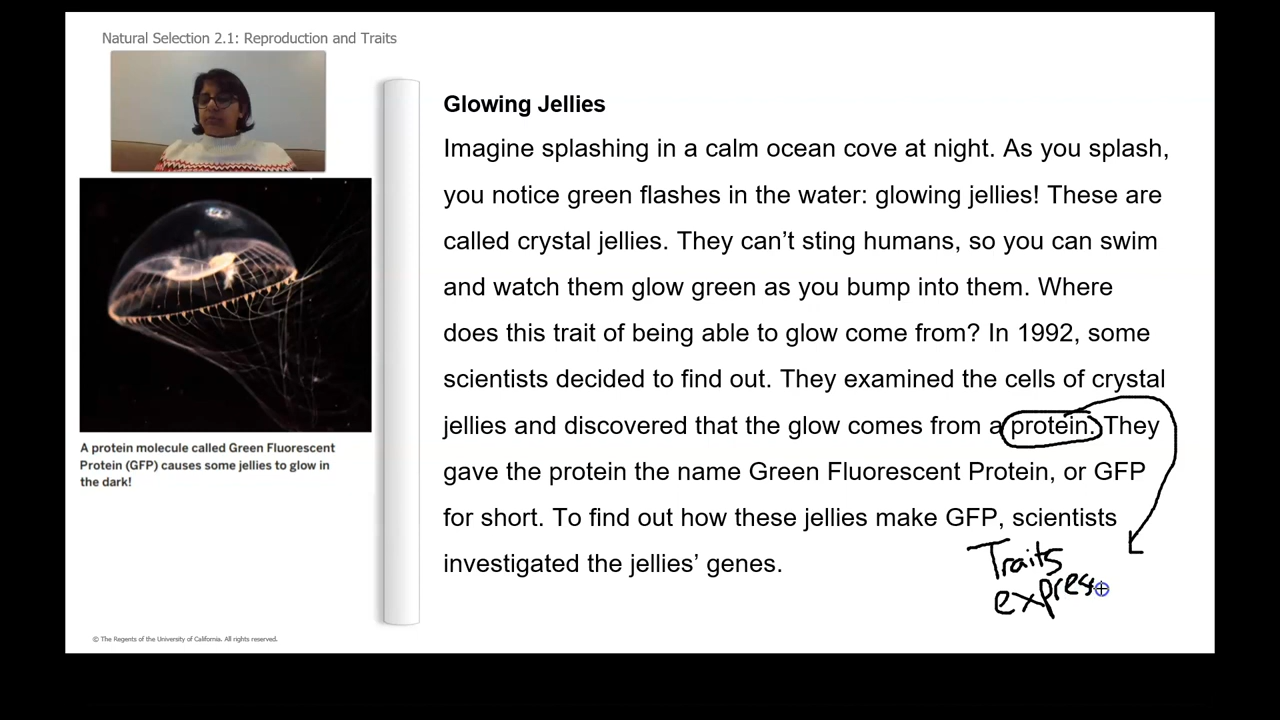 Natural Selection 2.1: Reproduction and Traits
Glowing Jellies
Imagine splashing in a calm ocean cove at night. As you splash,
you notice green flashes in the water: glowing jellies! These are
called crystal jellies. They can’t sting humans, so you can swim
and watch them glow green as you bump into them. Where
does this trait of being able to glow come from? In 1992, some
scientists decided to find out. They examined the cells of crystal
jellies and discovered that the glow comes from a protein. They
gave the protein the name Green Fluorescent Protein, or GFP
for short. To find out how these jellies make GFP, scientists
investigated the jellies’ genes.
Traits
expres
A protein molecule called Green Fluorescent
Protein (GFP) causes some jellies to glow in
the dark!
© The Regents of the University of California. All rights reserved.